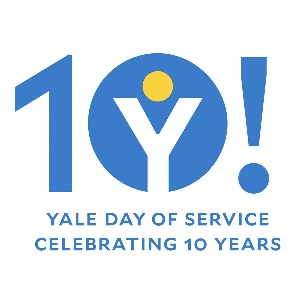 10!
YALE DAY OF SERVICE
CELEBRATING 10 YEARS